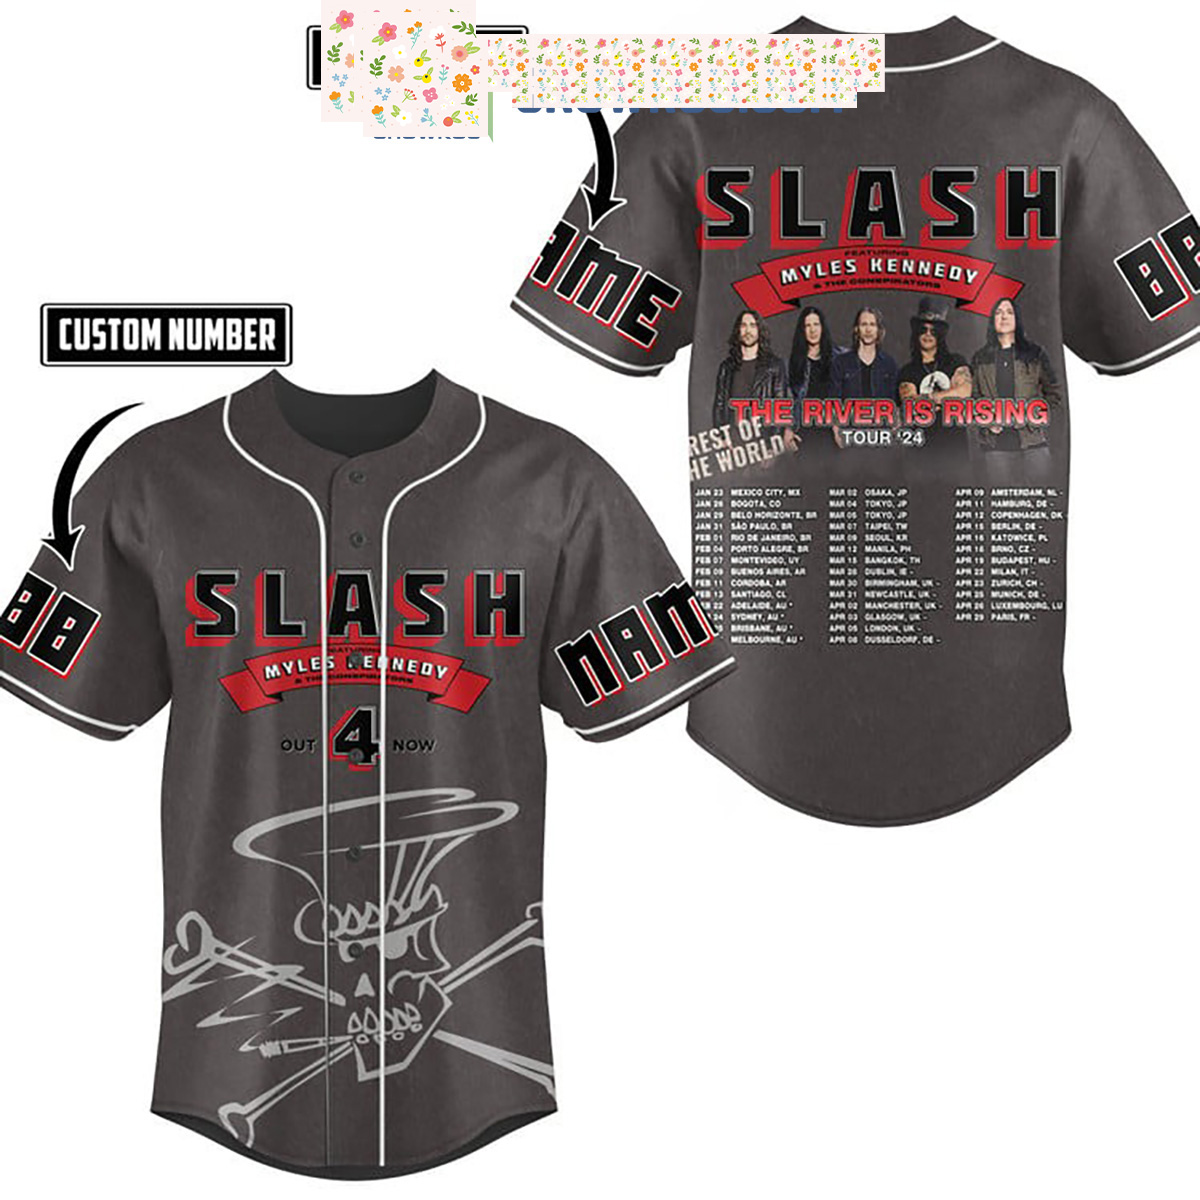 CUSTOM NUMBER
88
SLASH
FEATURING
MYLES KENNEDY
& THE CONSPIRATORS
OUT 4 NOW
NAM
AME
SLASH
FEATURING
MYLES KENNEDY
& THE CONSPIRATORS
THE RIVER IS RISING
REST OF
HE WORLD
TOUR '24
JAN 23 MEXICO CITY, MX
JAN 26 BOGOTA, CO
JAN 29 BELO HORIZONTE, BR
JAN 31 SÃO PAULO, BR
FEB 01 RIO DE JANEIRO, BR
FEB 04 PORTO ALEGRE, BR
FEB 07 MONTEVIDEO, UY
FEB 09 BUENOS AIRES, AR
FEB 11 CORDOBA, AR
FEB 13 SANTIAGO, CL
22 ADELAIDE, AU *
24 SYDNEY, AU *
BRISBANE, AU *
MELBOURNE, AU *
MAR 02 OSAKA, JP
MAR 04 TOKYO, JP
MAR 05 TOKYO, JP
MAR 07 TAIPEI, TW
MAR 09 SEOUL, KR
MAR 12 MANILA, PH
MAR 15 BANGKOK, TH
MAR 28 DUBLIN, IE -
MAR 30 BIRMINGHAM, UK -
MAR 31 NEWCASTLE, UK -
APR 02 MANCHESTER, UK -
APR 03 GLASGOW, UK -
APR 05 LONDON, UK -
APR 08 DUSSELDORF, DE -
APR 09 AMSTERDAM, NL -
APR 11 HAMBURG, DE -
APR 12 COPENHAGEN, DK
APR 15 BERLIN, DE -
APR 16 KATOWICE, PL
APR 18 BRNO, CZ -
APR 19 BUDAPEST, HU -
APR 22 MILAN, IT -
APR 23 ZURICH, CH -
APR 25 MUNICH, DE -
APR 26 LUXEMBOURG, LU
APR 29 PARIS, FR -